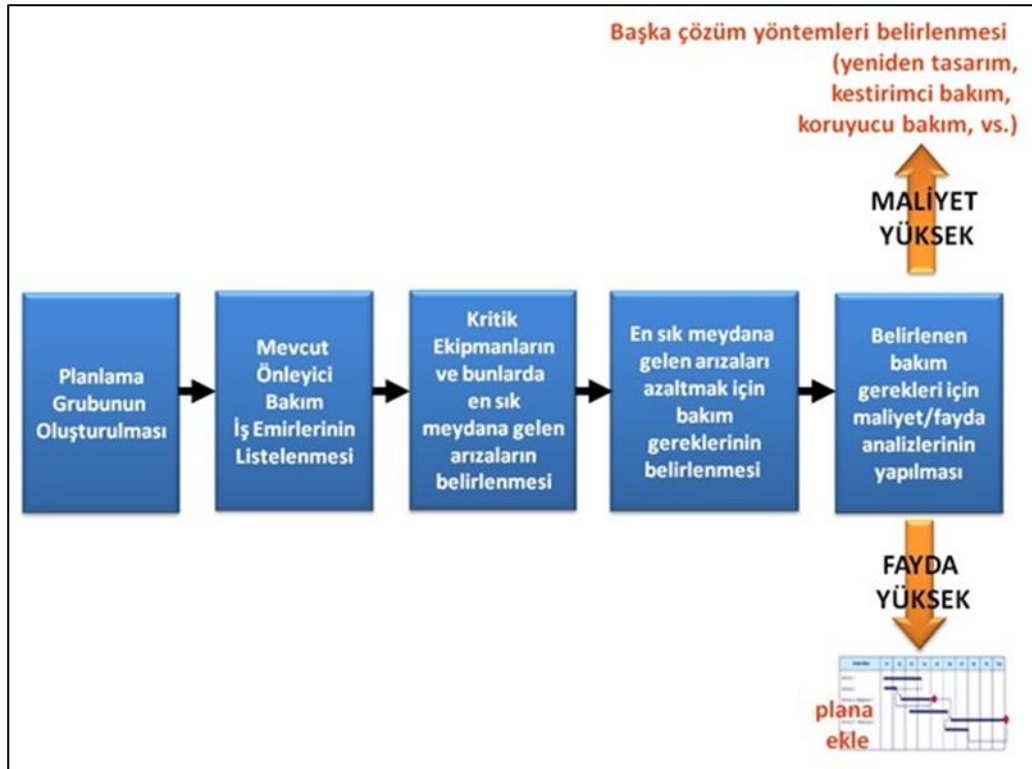 Başka çözüm yöntemleri belirlenmesi
(yeniden tasarım,
kestirimci bakım,
koruyucu bakım, vs.)
MALİYET
YÜKSEK
Planlama
Grubunun
Oluşturulması
Mevcut
Önleyici
Bakım
İş Emirlerinin
Listelenmesi
Kritik
Ekipmanların
ve bunlarda
en sık
meydana gelen
arızaların
belirlenmesi
En sık meydana
gelen arızaları
azaltmak için
bakım
gereklerinin
belirlenmesi
Belirlenen
bakım
gerekleri için
maliyet/fayda
analizlerinin
yapılması
FAYDA
YÜKSEK
plana
ekle